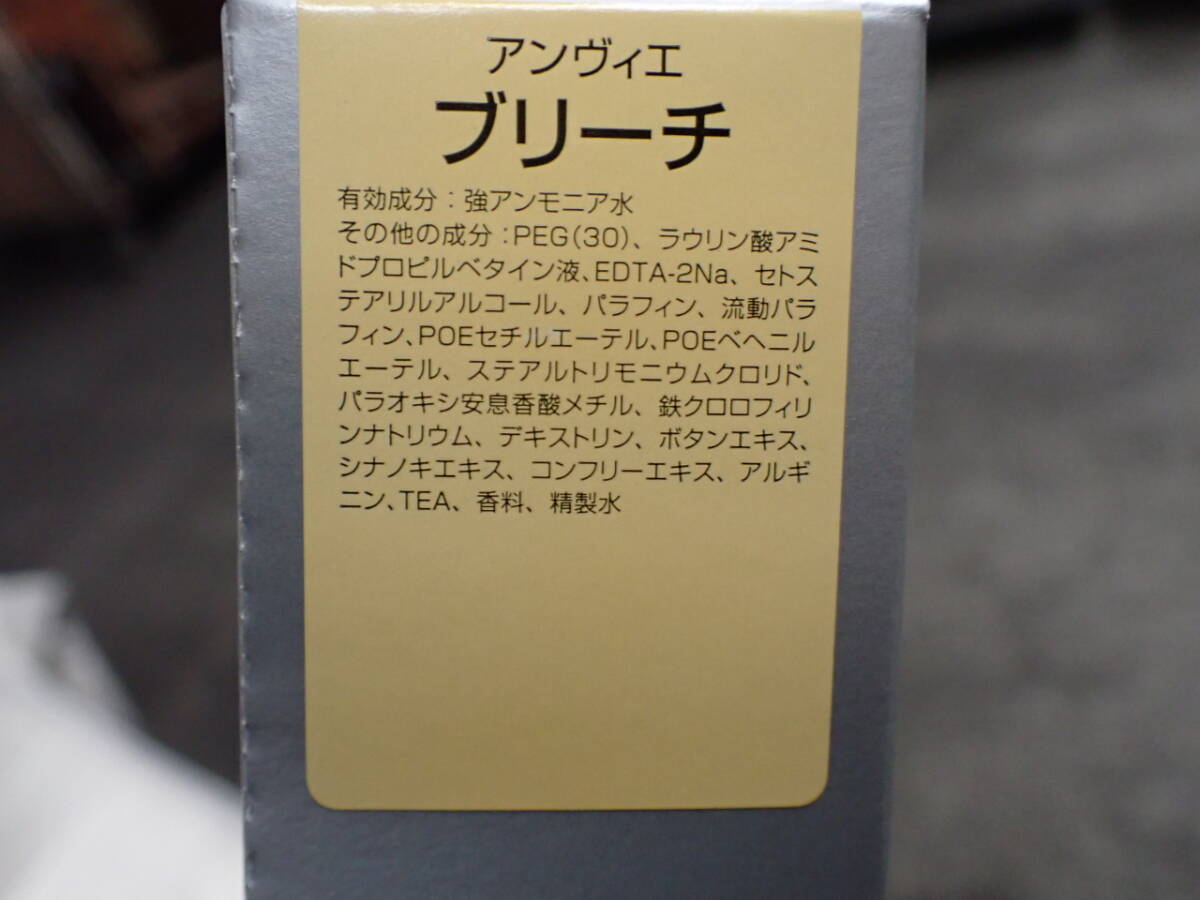 アンヴィエ
ブリーチ
有効成分：強アンモニア水
その他の成分：PEG(30)、ラウリン酸アミ
ドプロピルベタイン液、EDTA-2Na、セトス
テアリルアルコール、パラフィン、流動パラ
フィン、POEセチルエーテル、POEベヘニル
エーテル、ステアルトリモニウムクロリド、
パラオキシ安息香酸メチル、鉄クロロフィリ
ンナトリウム、デキストリン、ボタンエキス、
シナノキエキス、コンフリーエキス、アルギ
ニン、TEA、香料、精製水